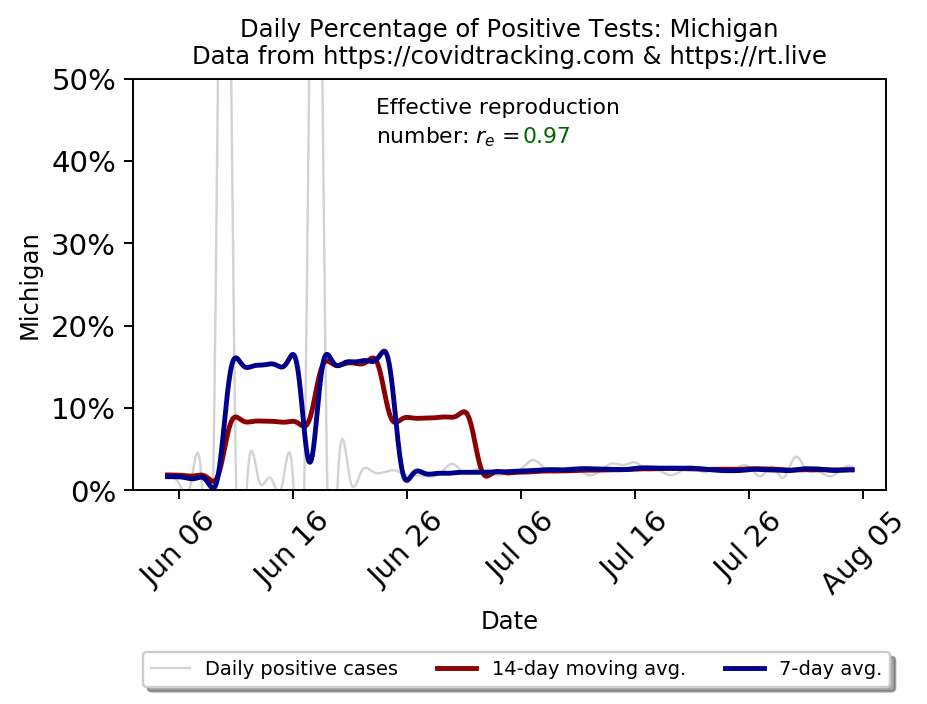 Daily Percentage of Positive Tests: Michigan
Data from https://covidtracking.com & https://rt.live
50%
40%
30%
20%
10%
0%
Michigan
Effective reproduction
number: rₑ =0.97
Jun 06
Jun 16
Jun 26
Jul 06
Jul 16
Jul 26
Aug 05
Date
Daily positive cases
14-day moving avg.
7-day avg.